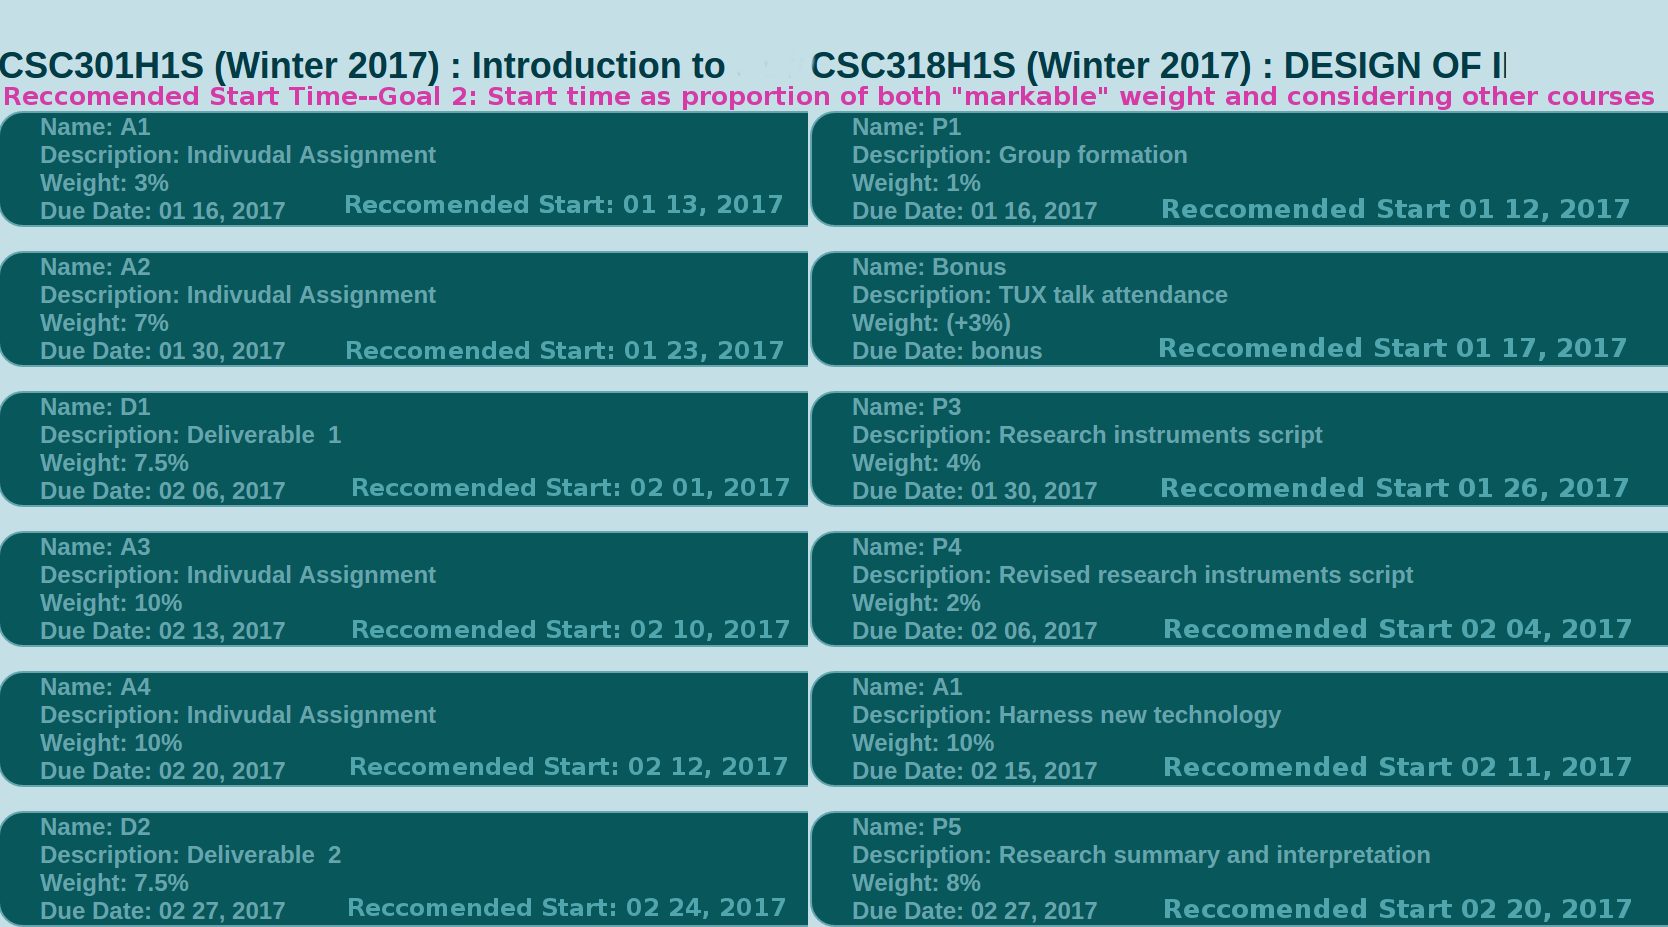 CSC301H1S (Winter 2017) : Introduction to
CSC318H1S (Winter 2017) : DESIGN OF
Reccomended Start Time--Goal 2: Start time as proportion of both "markable" weight and considering other courses
Name: A1
Description: Indivudal Assignment
Weight: 3%
Due Date: 01 16, 2017
Reccomended Start: 01 13, 2017
Name: A2
Description: Indivudal Assignment
Weight: 7%
Due Date: 01 30, 2017
Reccomended Start: 01 23, 2017
Name: D1
Description: Deliverable  1
Weight: 7.5%
Due Date: 02 06, 2017
Reccomended Start: 02 01, 2017
Name: A3
Description: Indivudal Assignment
Weight: 10%
Due Date: 02 13, 2017
Reccomended Start: 02 10, 2017
Name: A4
Description: Indivudal Assignment
Weight: 10%
Due Date: 02 20, 2017
Reccomended Start: 02 12, 2017
Name: D2
Description: Deliverable  2
Weight: 7.5%
Due Date: 02 27, 2017
Reccomended Start: 02 24, 2017
Name: P1
Description: Group formation
Weight: 1%
Due Date: 01 16, 2017
Reccomended Start 01 12, 2017
Name: Bonus
Description: TUX talk attendance
Weight: (+3%)
Due Date: bonus
Reccomended Start 01 17, 2017
Name: P3
Description: Research instruments script
Weight: 4%
Due Date: 01 30, 2017
Reccomended Start 01 26, 2017
Name: P4
Description: Revised research instruments script
Weight: 2%
Due Date: 02 06, 2017
Reccomended Start 02 04, 2017
Name: A1
Description: Harness new technology
Weight: 10%
Due Date: 02 15, 2017
Reccomended Start 02 11, 2017
Name: P5
Description: Research summary and interpretation
Weight: 8%
Due Date: 02 27, 2017
Reccomended Start 02 20, 2017